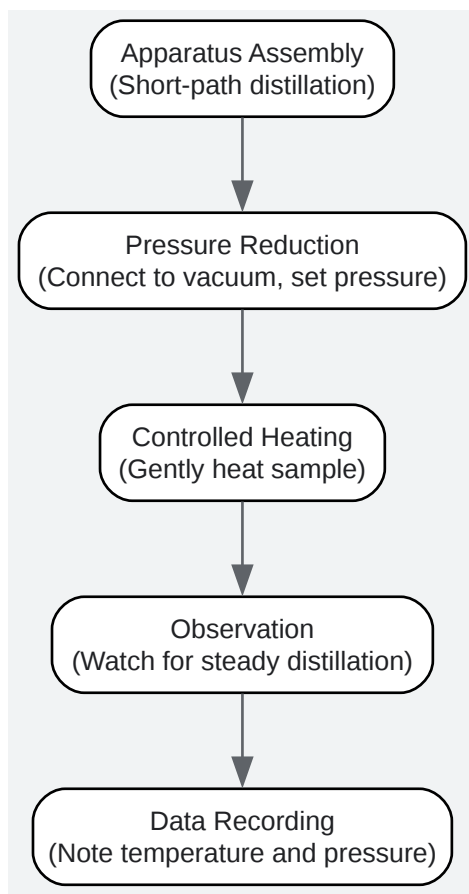 Apparatus Assembly
(Short-path distillation)
Pressure Reduction
(Connect to vacuum, set pressure)
Controlled Heating
(Gently heat sample)
Observation
(Watch for steady distillation)
Data Recording
(Note temperature and pressure)